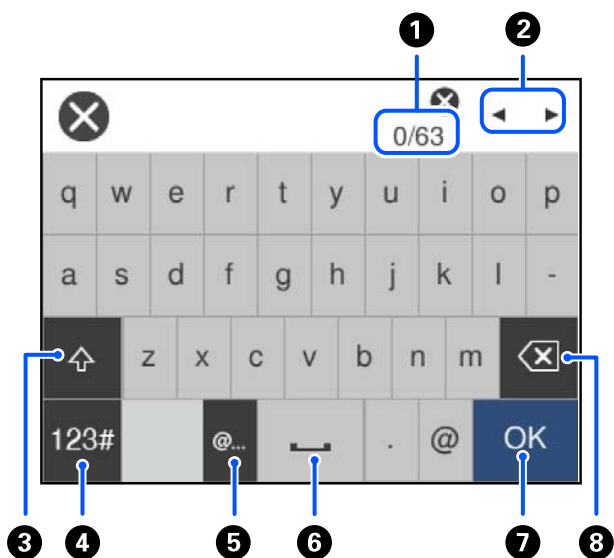 1 2
0/63
q w e r t y u i o p
a s d f g h j k l -
z x c v b n m
123# @... . @ OK
3 4 5 6 7 8